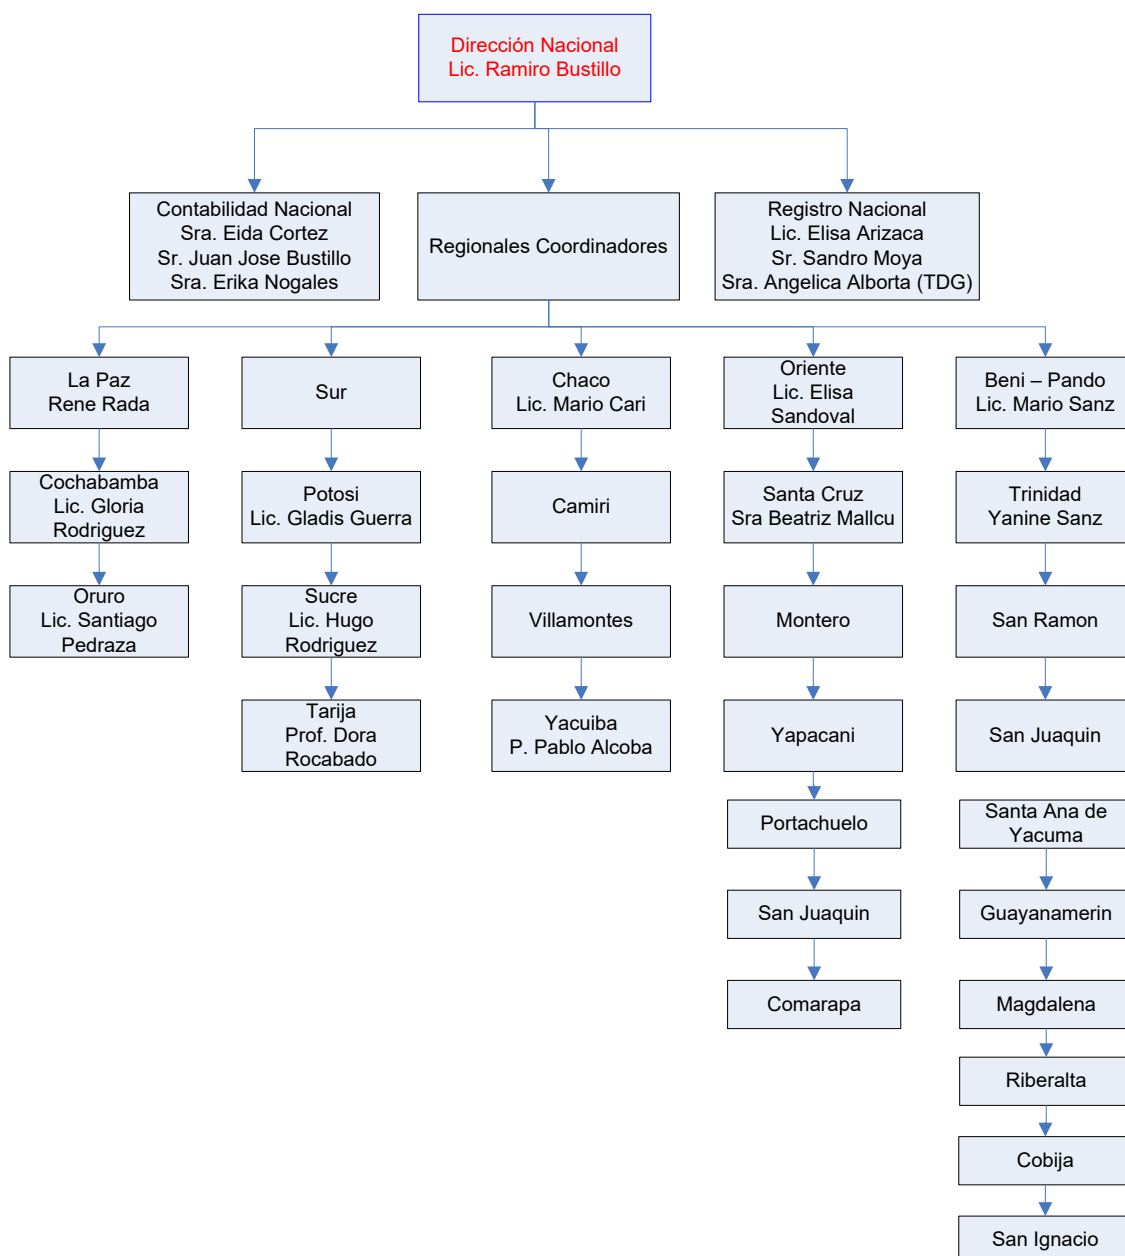 Dirección Nacional
Lic. Ramiro Bustillo
Contabilidad Nacional
Sra. Eida Cortez
Sr. Juan Jose Bustillo
Sra. Erika Nogales
Regionales Coordinadores
Registro Nacional
Lic. Elisa Arizaca
Sr. Sandro Moya
Sra. Angelica Alborta (TDG)
La Paz
Rene Rada
Sur
Chaco
Lic. Mario Cari
Oriente
Lic. Elisa
Sandoval
Beni – Pando
Lic. Mario Sanz
Cochabamba
Lic. Gloria
Rodriguez
Potosi
Lic. Gladis Guerra
Camiri
Santa Cruz
Sra Beatriz Mallcu
Trinidad
Yanine Sanz
Oruro
Lic. Santiago
Pedraza
Sucre
Lic. Hugo
Rodriguez
Villamontes
Montero
San Ramon
Tarija
Prof. Dora
Rocabado
Yacuiba
P. Pablo Alcoba
Yapacani
San Juaquin
Portachuelo
Santa Ana de
Yacuma
San Juaquin
Guayanamerin
Comarapa
Magdalena
Riberalta
Cobija
San Ignacio